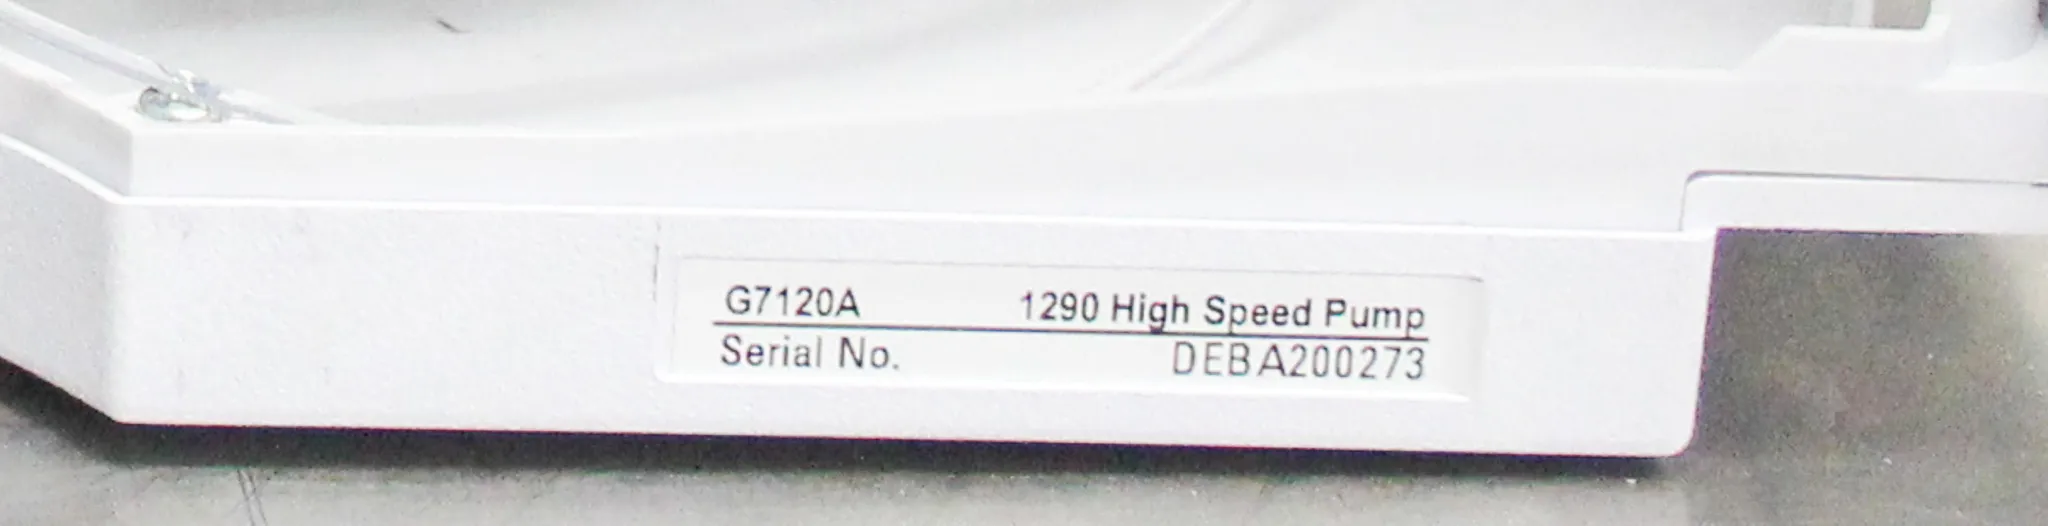 G7120A 1290 High Speed Pump
Serial No. DEBA200273